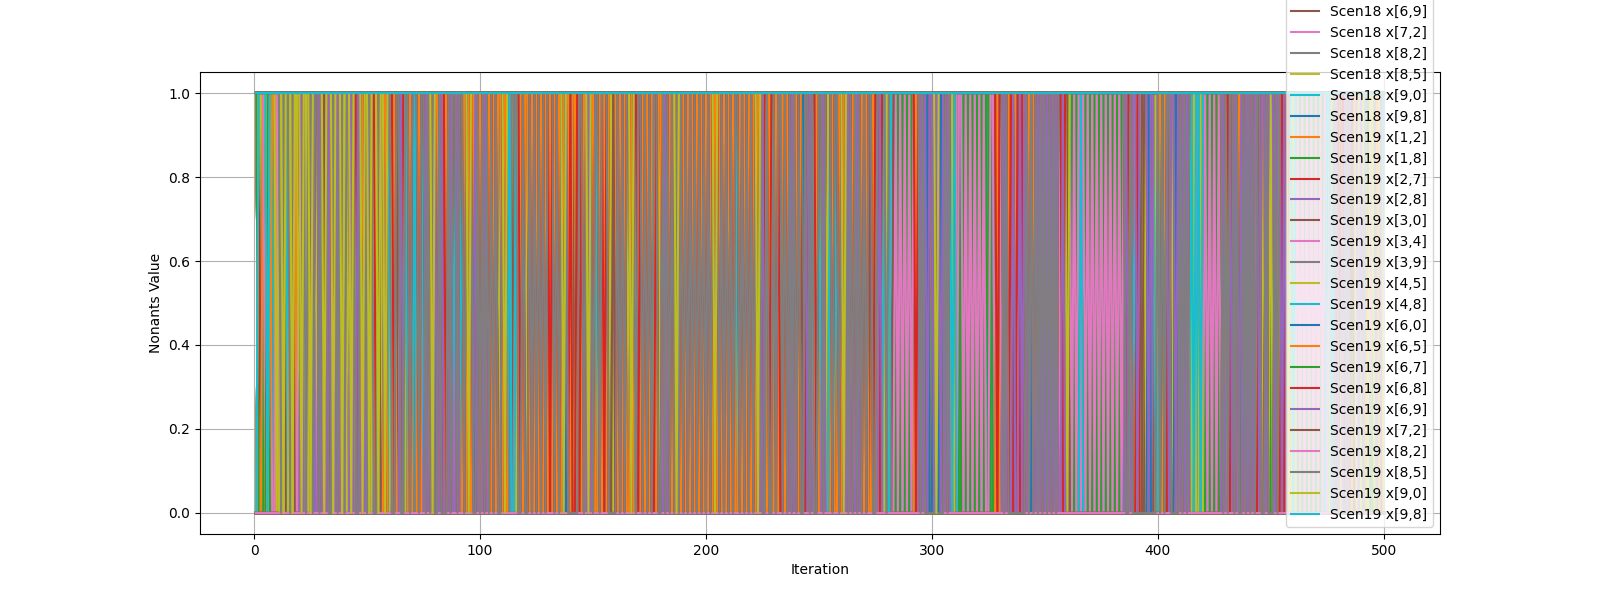 Scen18 x[6,9]
Scen18 x[7,2]
Scen18 x[8,2]
Scen18 x[8,5]
Scen18 x[9,0]
Scen18 x[9,8]
Scen19 x[1,2]
Scen19 x[1,8]
Scen19 x[2,7]
Scen19 x[2,8]
Scen19 x[3,0]
Scen19 x[3,4]
Scen19 x[3,9]
Scen19 x[4,5]
Scen19 x[4,8]
Scen19 x[6,0]
Scen19 x[6,5]
Scen19 x[6,7]
Scen19 x[6,8]
Scen19 x[6,9]
Scen19 x[7,2]
Scen19 x[8,2]
Scen19 x[8,5]
Scen19 x[9,0]
Scen19 x[9,8]
1.0
0.8
0.6
0.4
0.2
0.0
Nonants Value
0 100 200 300 400 500
Iteration